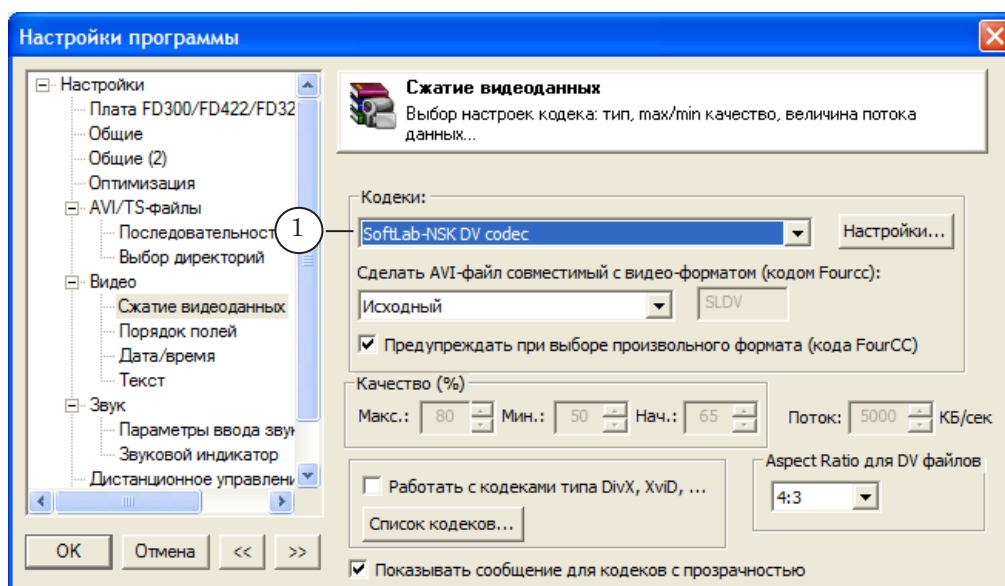 Настройки программы
Настройки
Плата FD300/FD422/FD32
Общие
Общие (2)
Оптимизация
AVI/TS-файлы
Последовательност
Выбор директорий
Видео
Сжатие видеоданных
Порядок полей
Дата/время
Текст
Звук
Параметры ввода звук
Звуковой индикатор
Дистанционное управлени
OK
Отмена
<<
>>
Сжатие видеоданных
Выбор настроек кодека: тип, max/min качество, величина потока
данных...
1
Кодеки:
SoftLab-NSK DV codec
Настройки...
Сделать AVI-файл совместимый с видео-форматом (кодом Fourcc):
Исходный
SLDV
Предупреждать при выборе произвольного формата (кода FourCC)
Качество (%)
Макс.: 80 Мин.: 50 Нач.: 65
Поток: 5000 КБ/сек
Работать с кодеками типа DivX, XviD, ...
Список кодеков...
Aspect Ratio для DV файлов
4:3
Показывать сообщение для кодеков с прозрачностью